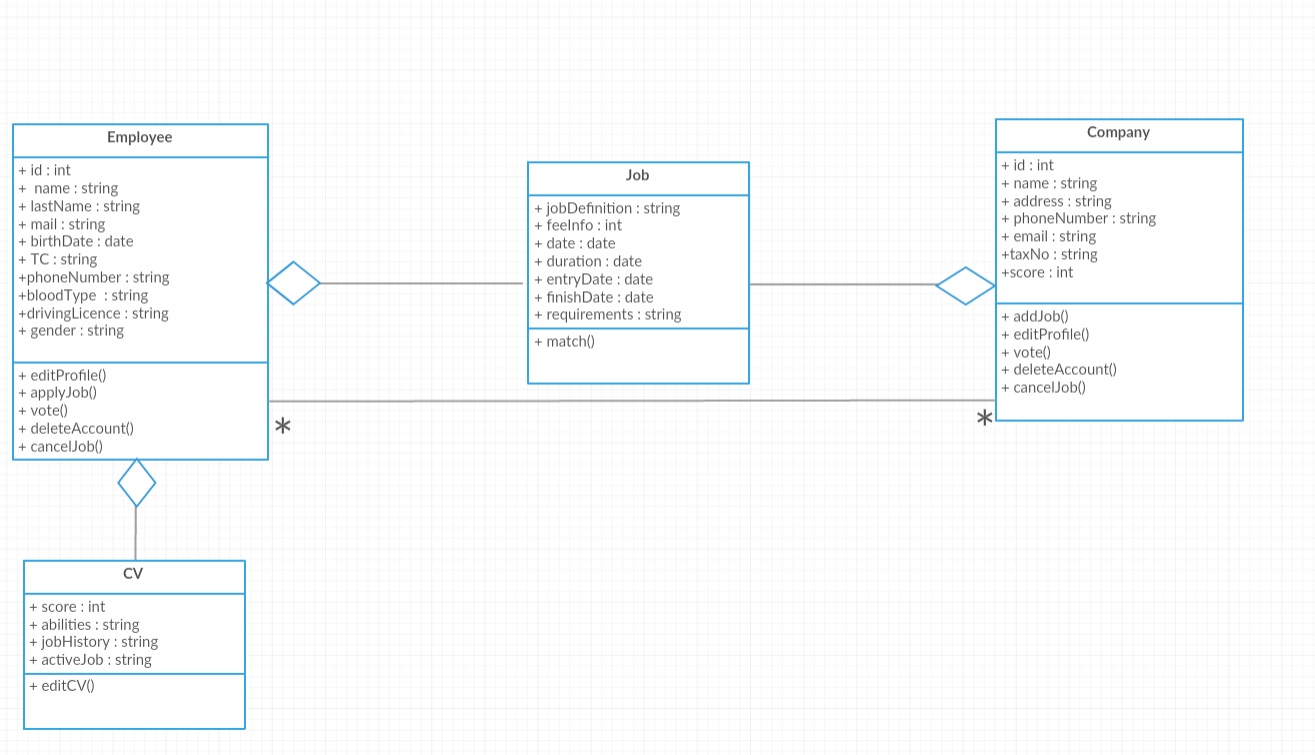 Employee
+ id : int
+ name : string
+ lastName : string
+ mail : string
+ birthDate : date
+ TC : string
+phoneNumber : string
+bloodType : string
+drivingLicence : string
+ gender : string
+ editProfile()
+ applyJob()
+ vote()
+ deleteAccount()
+ cancelJob()
*
Job
+ jobDefinition : string
+ feeInfo : int
+ date : date
+ duration : date
+ entryDate : date
+ finishDate : date
+ requirements : string
+ match()
Company
+ id : int
+ name : string
+ address : string
+ phoneNumber : string
+ email : string
+taxNo : string
+score : int
+ addJob()
+ editProfile()
+ vote()
+ deleteAccount()
+ cancelJob()
*
CV
+ score : int
+ abilities : string
+ jobHistory : string
+ activeJob : string
+ editCV()